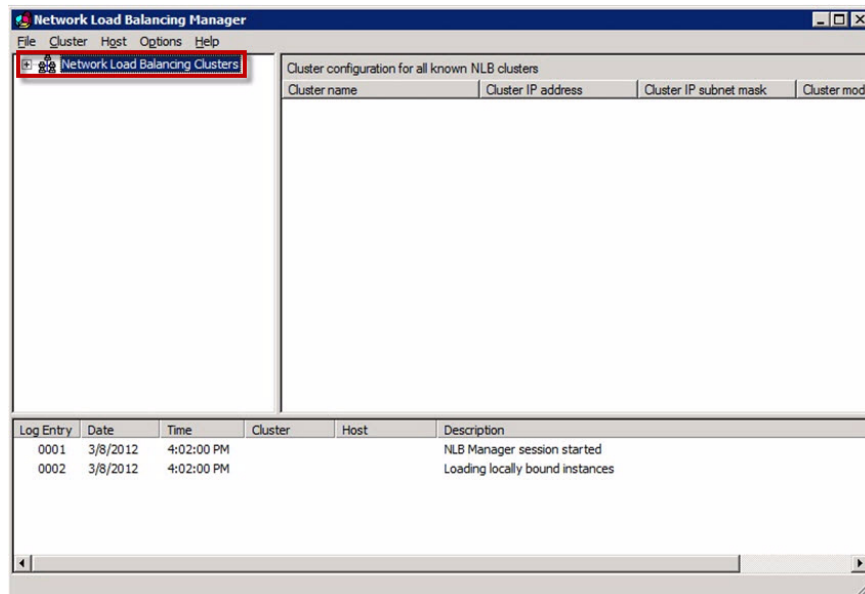 Network Load Balancing Manager
File Cluster Host Options Help
Network Load Balancing Clusters
Cluster configuration for all known NLB clusters
Cluster name Cluster IP address Cluster IP subnet mask Cluster mod
Log Entry Date Time Cluster Host Description
0001 3/8/2012 4:02:00 PM NLB Manager session started
0002 3/8/2012 4:02:00 PM Loading locally bound instances